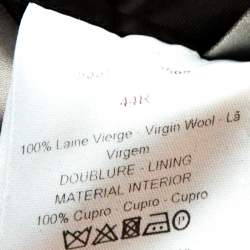 44R
100% Laine Vierge - Virgin Wool - Lã
Virgem
DOUBLURE - LINING
MATERIAL INTERIOR
100% Cupro - Cupro - Cupro